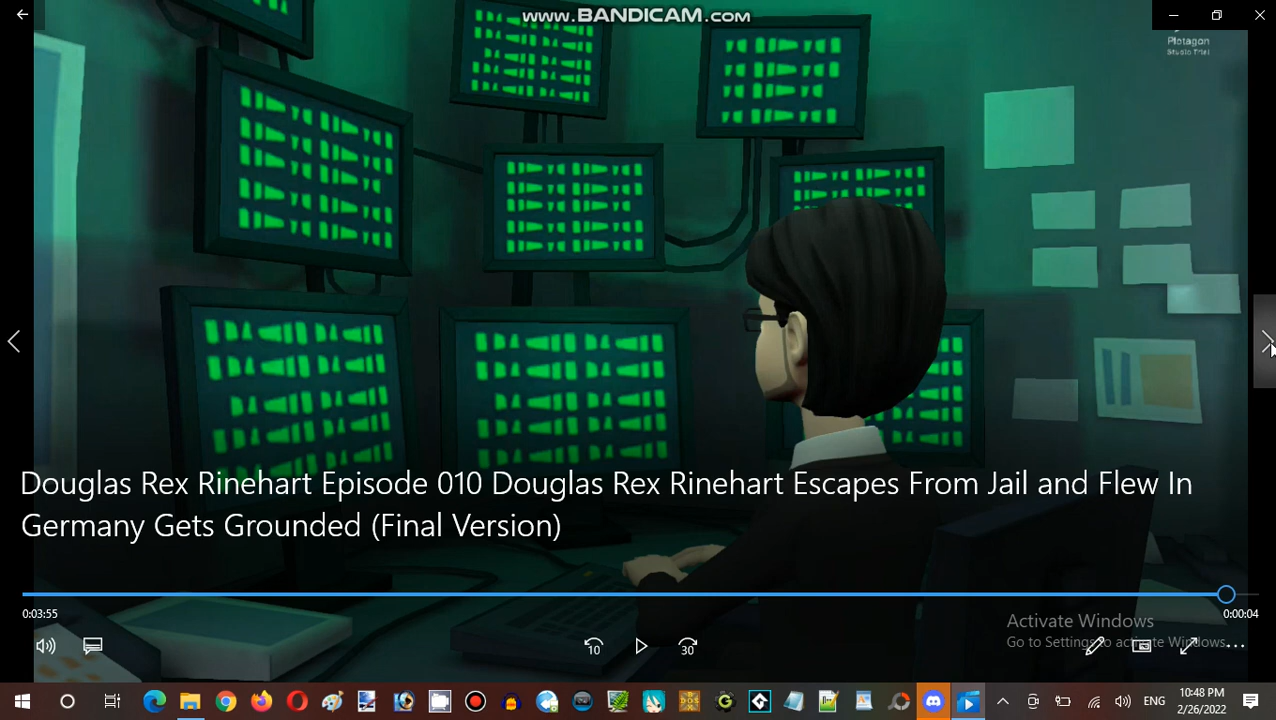 www.BANDICAM.com
Plotagon
Studio Trial
Douglas Rex Rinehart Episode 010 Douglas Rex Rinehart Escapes From Jail and Flew In
Germany Gets Grounded (Final Version)
0:03:55
0:00:04
Activate Windows
Go to Settings to activate Windows.
10
30
ENG
10:48 PM
2/26/2022